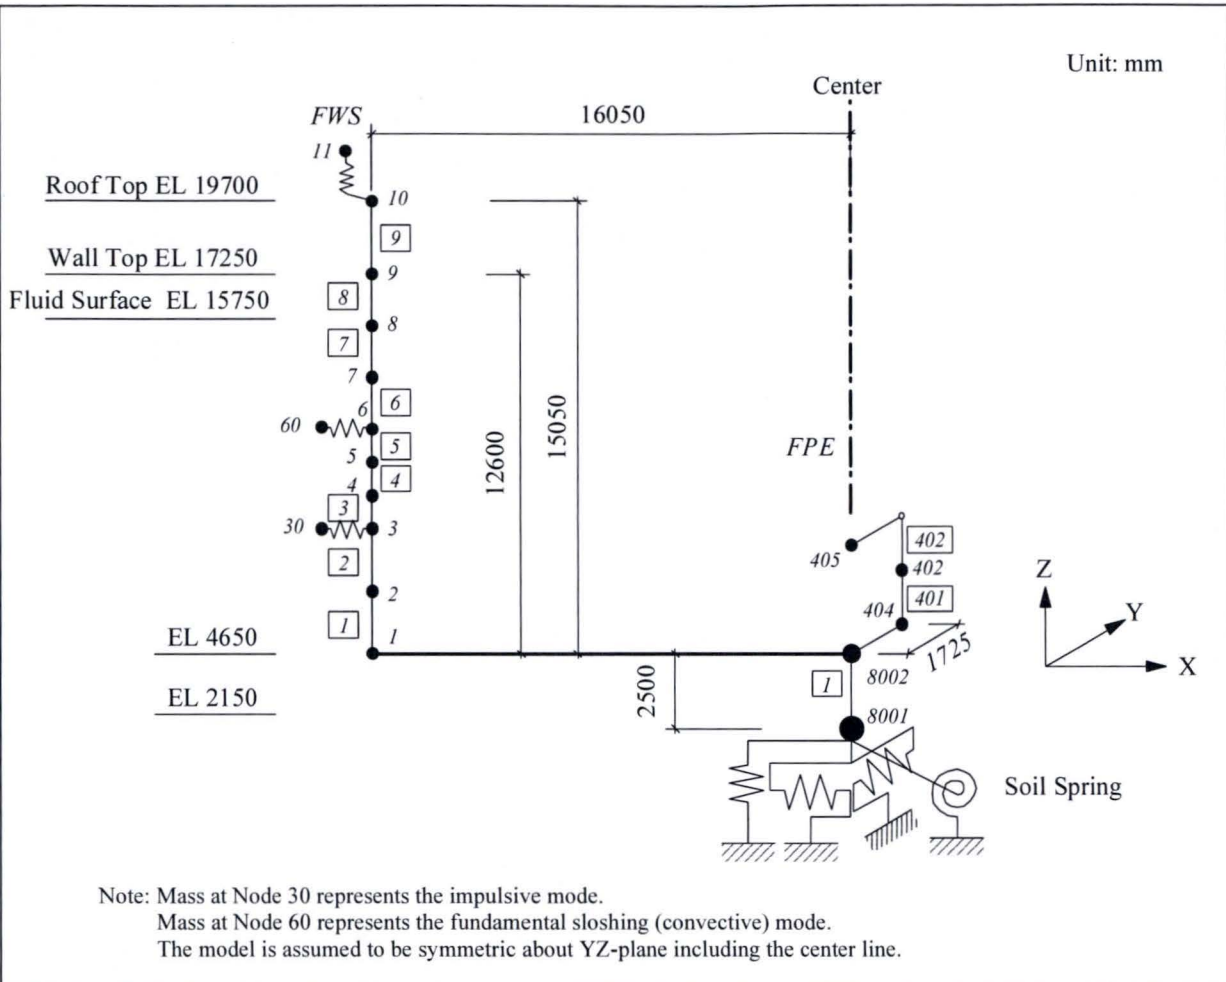 Unit: mm
Center
FWS
16050
11
Roof Top EL 19700
10
9
Wall Top EL 17250
9
Fluid Surface EL 15750
8
8
7
7
6
6
60
5
5
4
4
3
30
3
2
2
1
1
12600
15050
FPE
405
402
402
401
404
1725
EL 4650
8002
1
2500
EL 2150
8001
Z
Y
X
Soil Spring
Note: Mass at Node 30 represents the impulsive mode.
Mass at Node 60 represents the fundamental sloshing (convective) mode.
The model is assumed to be symmetric about YZ-plane including the center line.